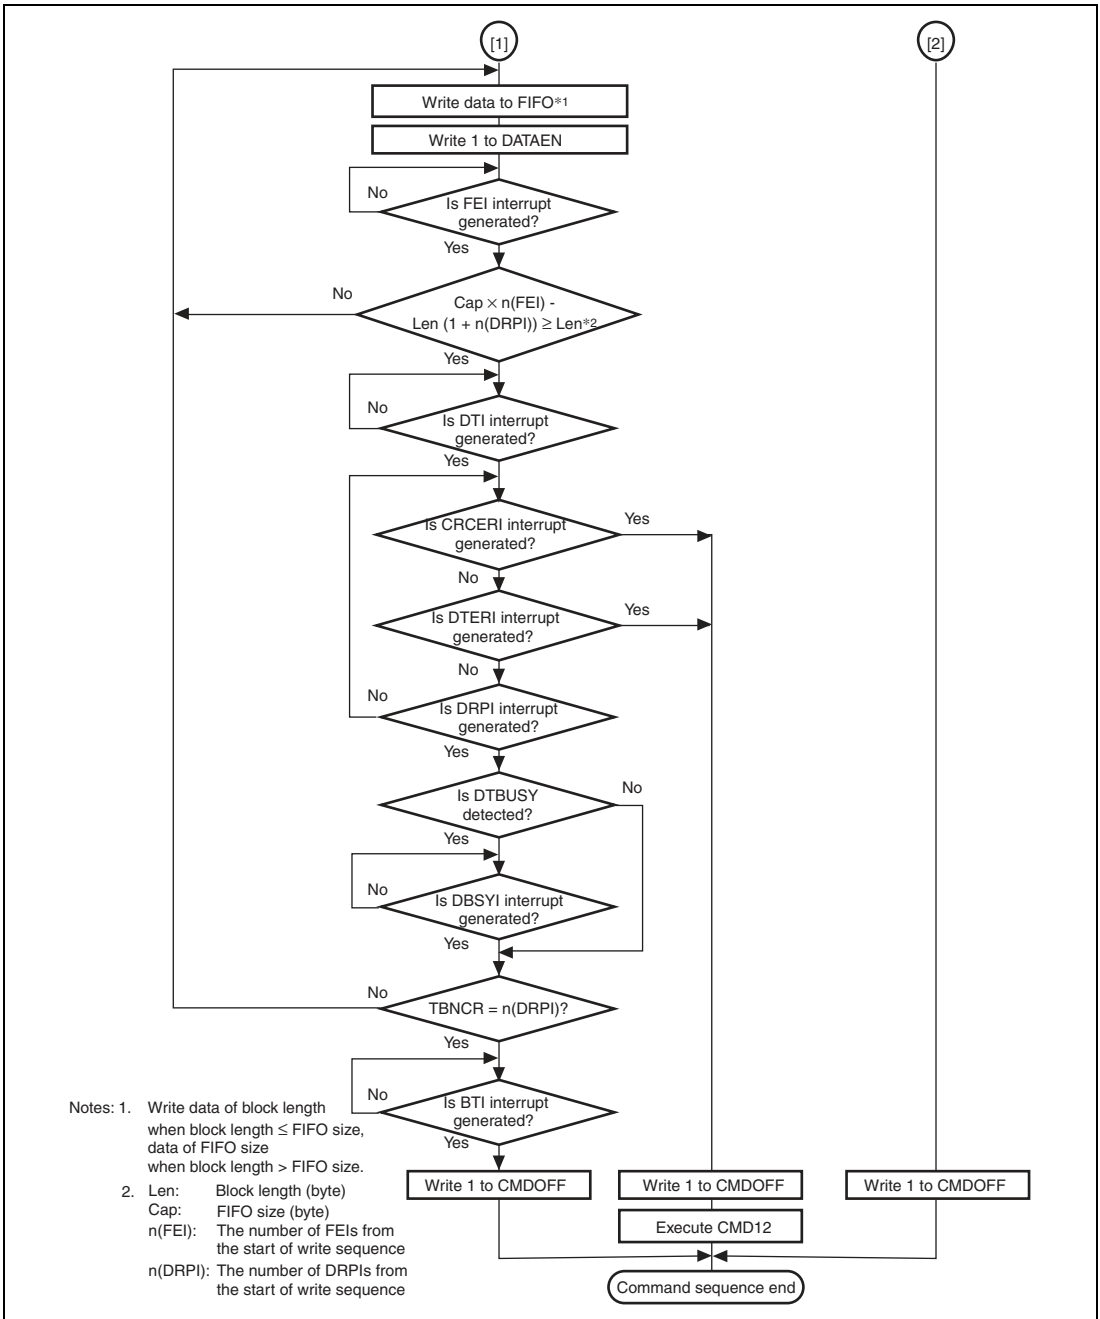 [1]
[2]
Write data to FIFO*1
Write 1 to DATAEN
No
Is FEI interrupt
generated?
Yes
No
Cap × n(FEI) -
Len (1 + n(DRPI)) ≥ Len*2
Yes
No
Is DTI interrupt
generated?
Yes
Is CRCERI interrupt
generated?
Yes
No
Is DTERI interrupt
generated?
Yes
No
No
Is DRPI interrupt
generated?
Yes
Is DTBUSY
detected?
No
Yes
No
Is DBSYI interrupt
generated?
Yes
No
TBNCR = n(DRPI)?
Yes
No
Is BTI interrupt
generated?
Yes
Write 1 to CMDOFF
Write 1 to CMDOFF
Write 1 to CMDOFF
Execute CMD12
Command sequence end
Notes: 1. Write data of block length
when block length ≤ FIFO size,
data of FIFO size
when block length > FIFO size.
2. Len: Block length (byte)
Cap: FIFO size (byte)
n(FEI): The number of FEIs from
the start of write sequence
n(DRPI): The number of DRPIs from
the start of write sequence